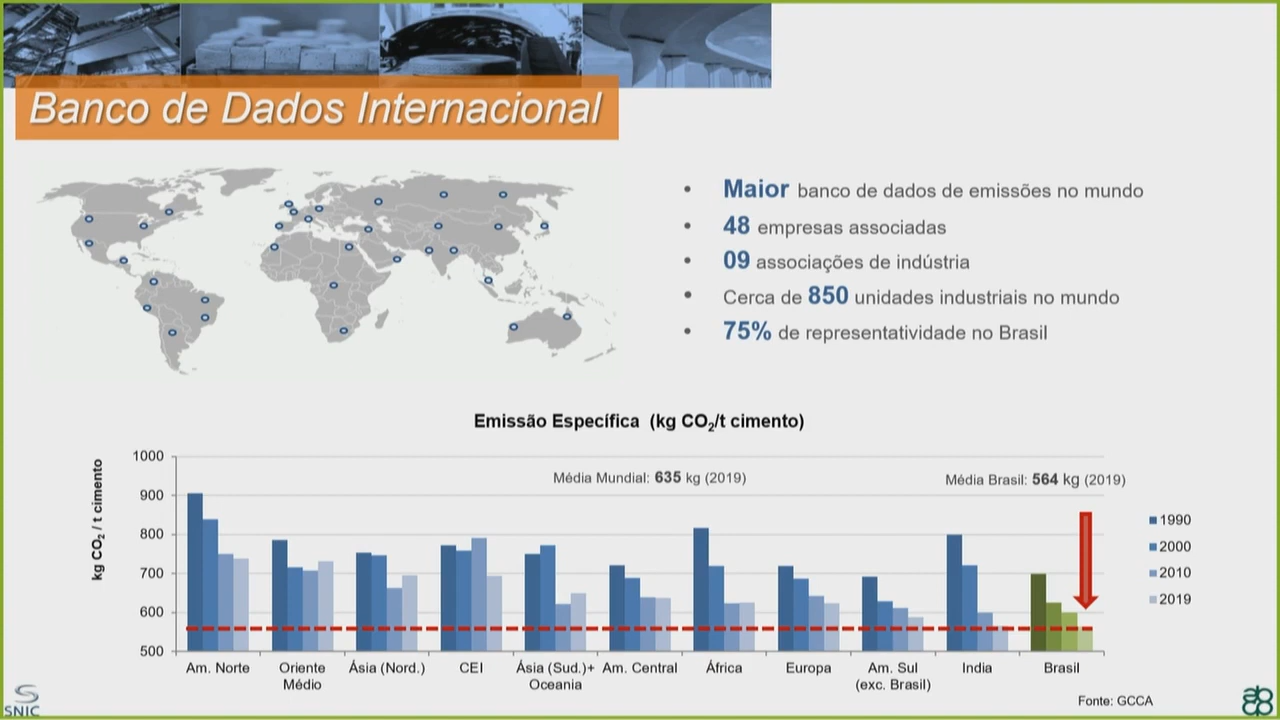 Banco de Dados Internacional
• Maior banco de dados de emissões no mundo
• 48 empresas associadas
• 09 associações de indústria
• Cerca de 850 unidades industriais no mundo
• 75% de representatividade no Brasil
Emissão Específica (kg CO₂/t cimento)
kg CO₂ / t cimento
1000
900
800
700
600
500
Média Mundial: 635 kg (2019)
Média Brasil: 564 kg (2019)
1990
2000
2010
2019
Am. Norte
Oriente
Médio
Ásia (Nord.)
CEI
Ásia (Sud.)+
Oceania
Am. Central
África
Europa
Am. Sul
(exc. Brasil)
India
Brasil
Fonte: GCCA
SNIC